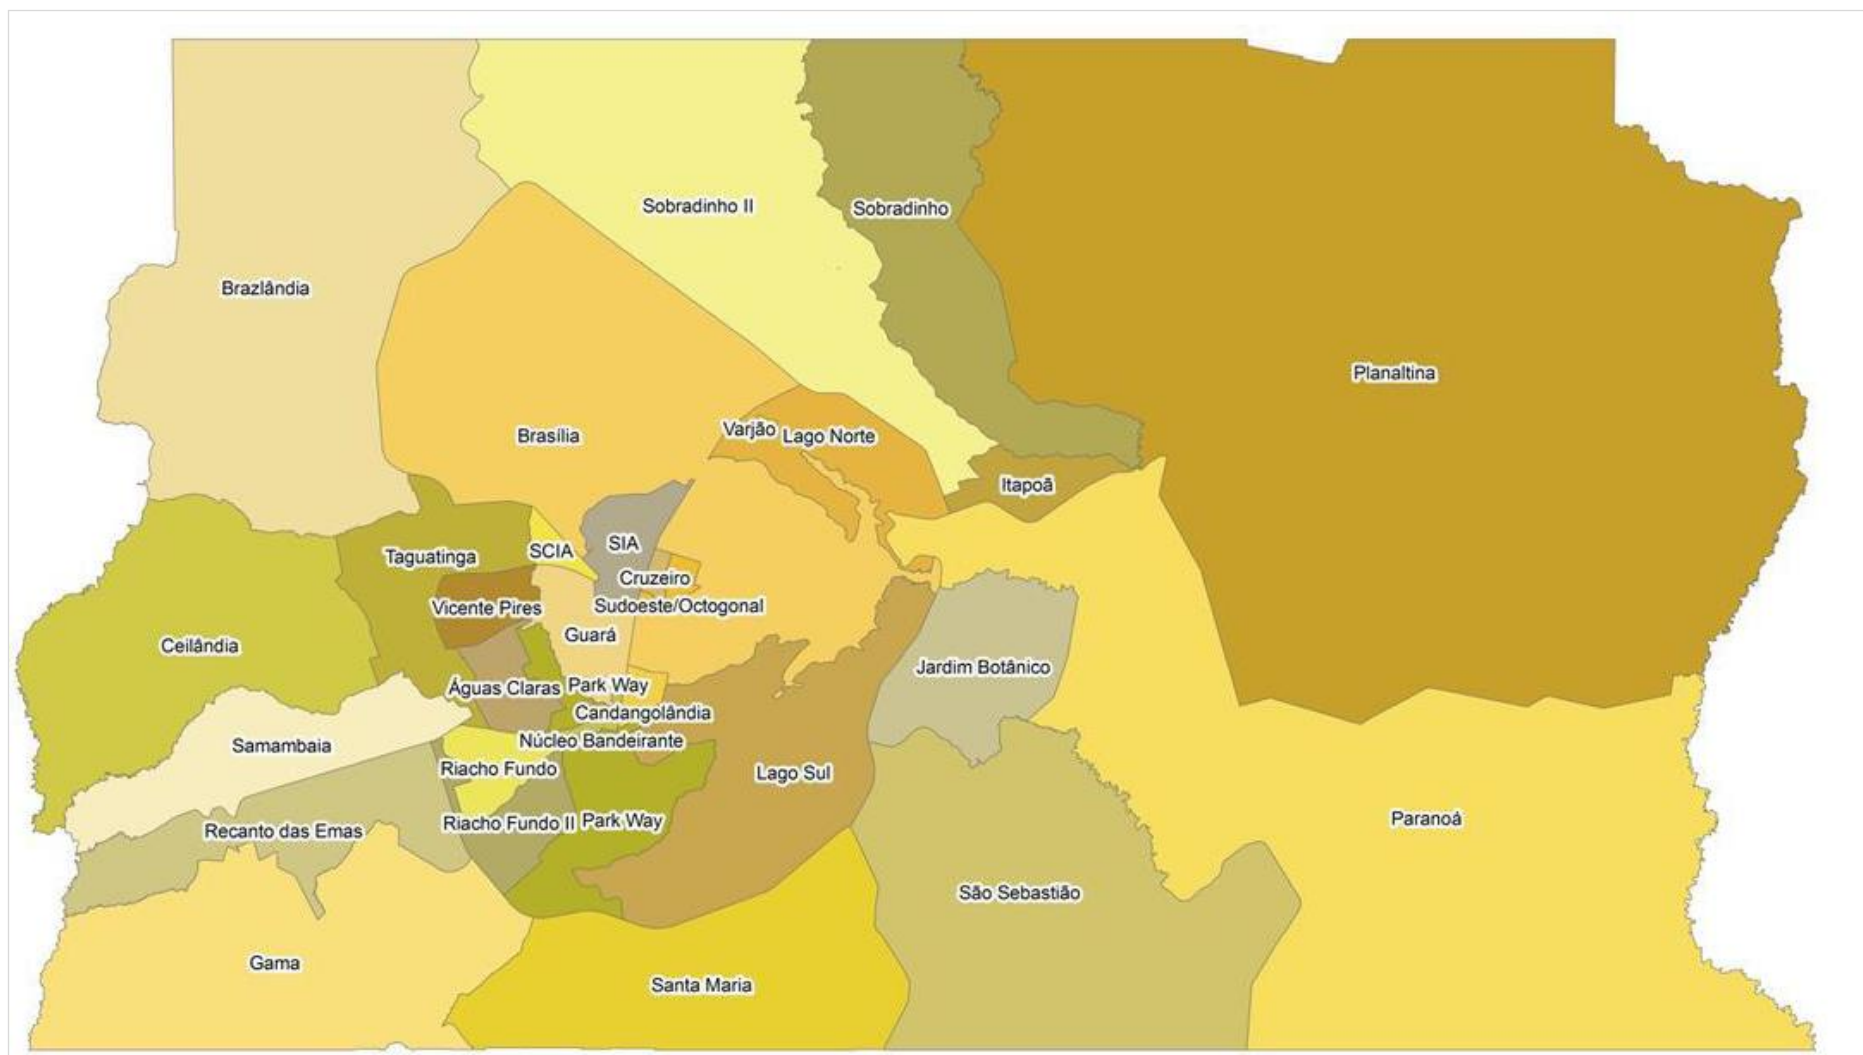 Sobradinho II
Sobradinho
Brazlândia
Planaltina
Brasília
Varjão
Lago Norte
Itapoã
SCIA
SIA
Taguatinga
Cruzeiro
Vicente Pires
Sudoeste/Octogonal
Guará
Ceilândia
Jardim Botânico
Águas Claras
Park Way
Candangolândia
Samambaia
Núcleo Bandeirante
Riacho Fundo
Lago Sul
Recanto das Emas
Riacho Fundo II
Park Way
Paranoá
São Sebastião
Gama
Santa Maria